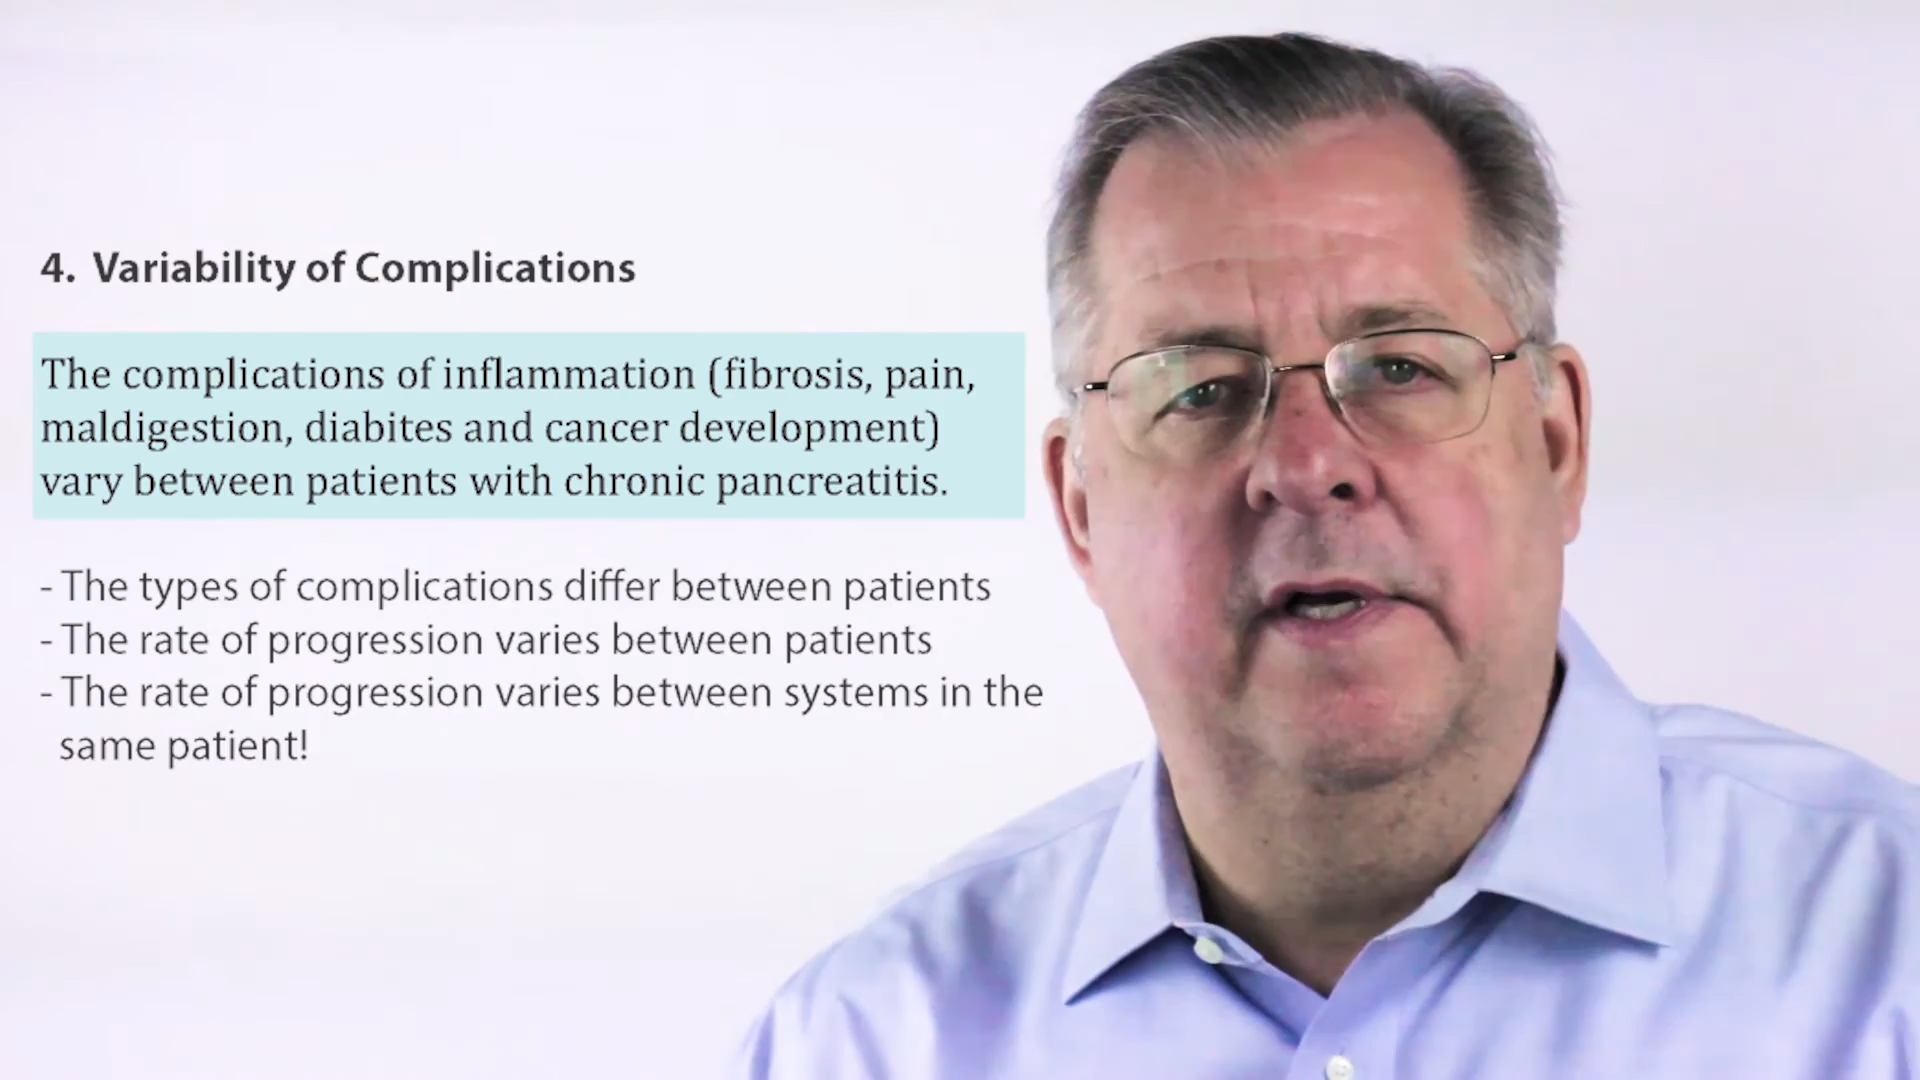 4. Variability of Complications
The complications of inflammation (fibrosis, pain,
maldigestion, diabites and cancer development)
vary between patients with chronic pancreatitis.
- The types of complications differ between patients
- The rate of progression varies between patients
- The rate of progression varies between systems in the
same patient!